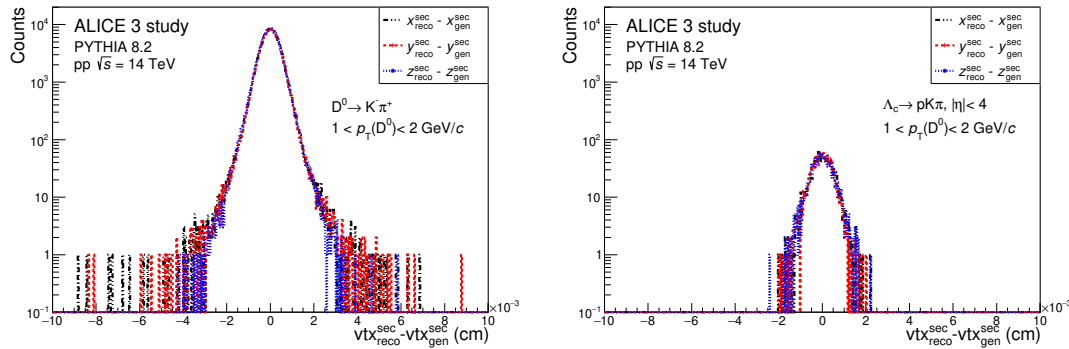 Counts
10⁴
10³
10²
10
1
10⁻¹
ALICE 3 study
PYTHIA 8.2
pp √s = 14 TeV
x^sec_reco - x^sec_gen
y^sec_reco - y^sec_gen
z^sec_reco - z^sec_gen
D⁰→ K⁻π⁺
1 < p_T(D⁰)< 2 GeV/c
−10 −8 −6 −4 −2 0 2 4 6 8 10
×10⁻³
vtx^sec_reco-vtx^sec_gen (cm)
Counts
10⁴
10³
10²
10
1
10⁻¹
ALICE 3 study
PYTHIA 8.2
pp √s = 14 TeV
x^sec_reco - x^sec_gen
y^sec_reco - y^sec_gen
z^sec_reco - z^sec_gen
Λ_c→ pKπ, |η|< 4
1 < p_T(D⁰)< 2 GeV/c
−10 −8 −6 −4 −2 0 2 4 6 8 10
×10⁻³
vtx^sec_reco-vtx^sec_gen (cm)